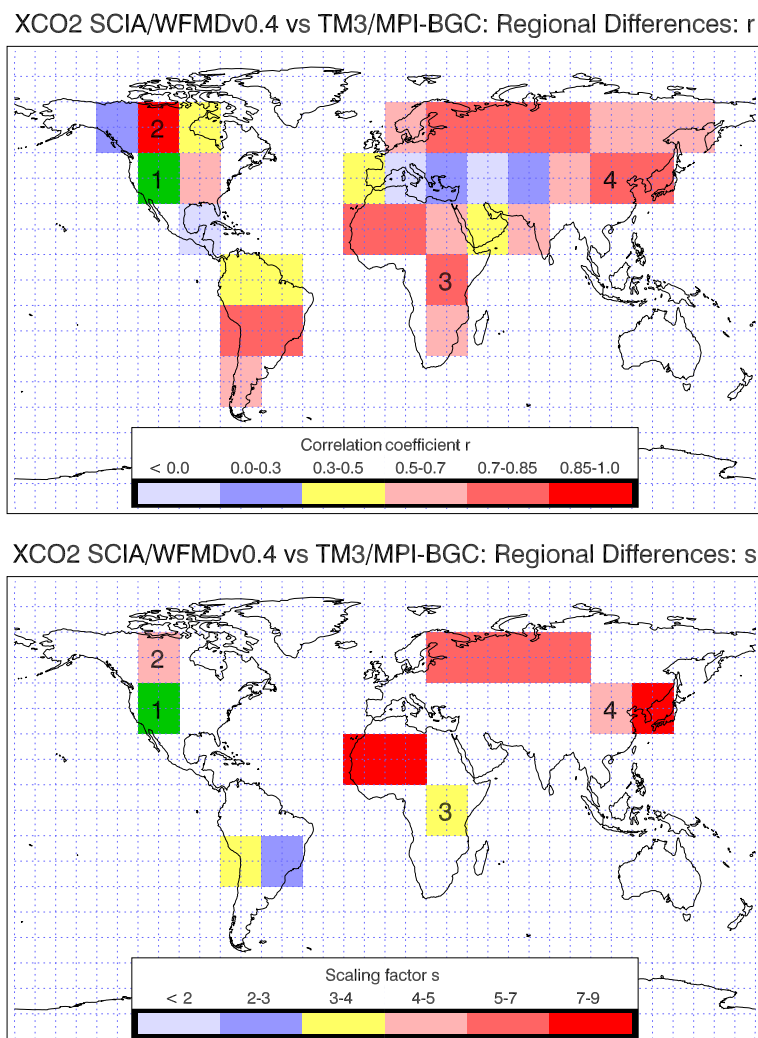 XCO2 SCIA/WFMDv0.4 vs TM3/MPI-BGC: Regional Differences: r
2
1
4
3
Correlation coefficient r
< 0.0 0.0-0.3 0.3-0.5 0.5-0.7 0.7-0.85 0.85-1.0
XCO2 SCIA/WFMDv0.4 vs TM3/MPI-BGC: Regional Differences: s
2
1
4
3
Scaling factor s
< 2 2-3 3-4 4-5 5-7 7-9